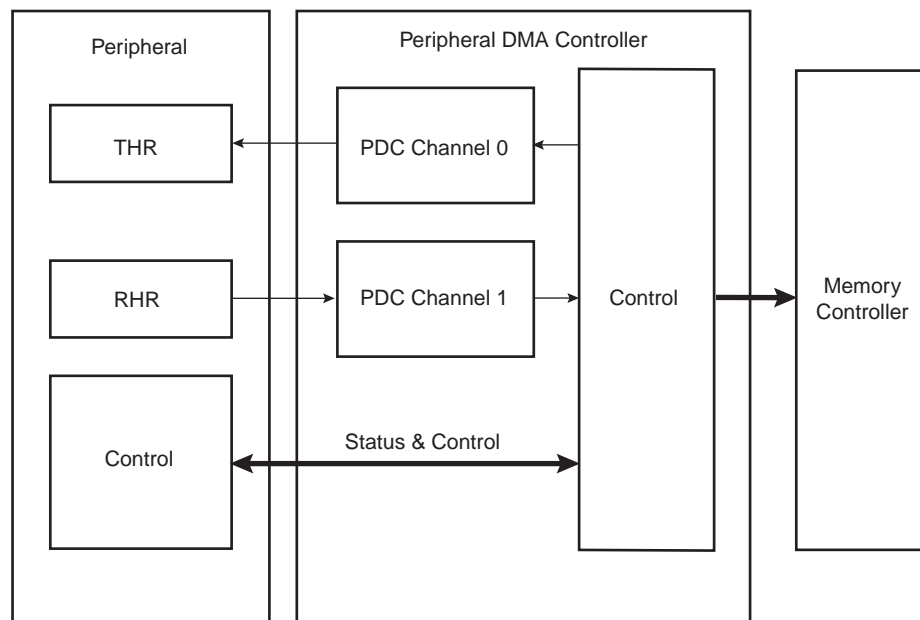 Peripheral
Peripheral DMA Controller
THR
PDC Channel 0
RHR
PDC Channel 1
Control
Memory
Controller
Control
Status & Control